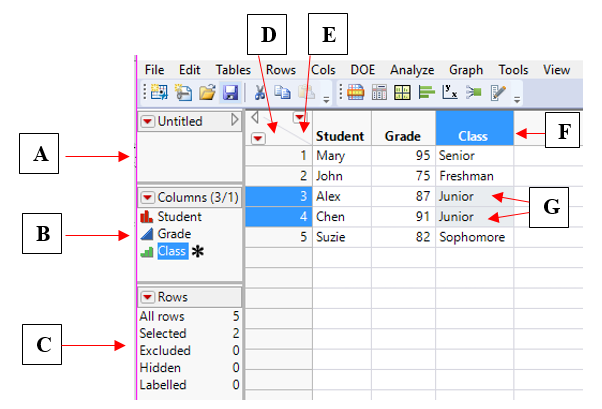 D E
File Edit Tables Rows Cols DOE Analyze Graph Tools View
Untitled
Student Grade Class F
A
1 Mary 95 Senior
2 John 75 Freshman
Columns (3/1)
3 Alex 87 Junior
G
Student
4 Chen 91 Junior
B
Grade
5 Suzie 82 Sophomore
Class *
Rows
All rows 5
Selected 2
C
Excluded 0
Hidden 0
Labelled 0